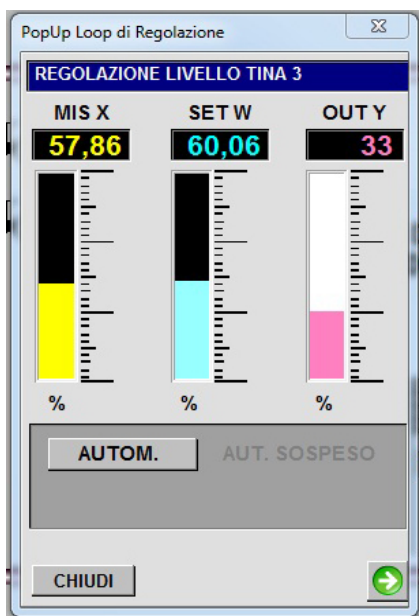 PopUp Loop di Regolazione
REGOLAZIONE LIVELLO TINA 3
MIS X SET W OUT Y
57,86 60,06 33
% % %
AUTOM. AUT. SOSPESO
CHIUDI